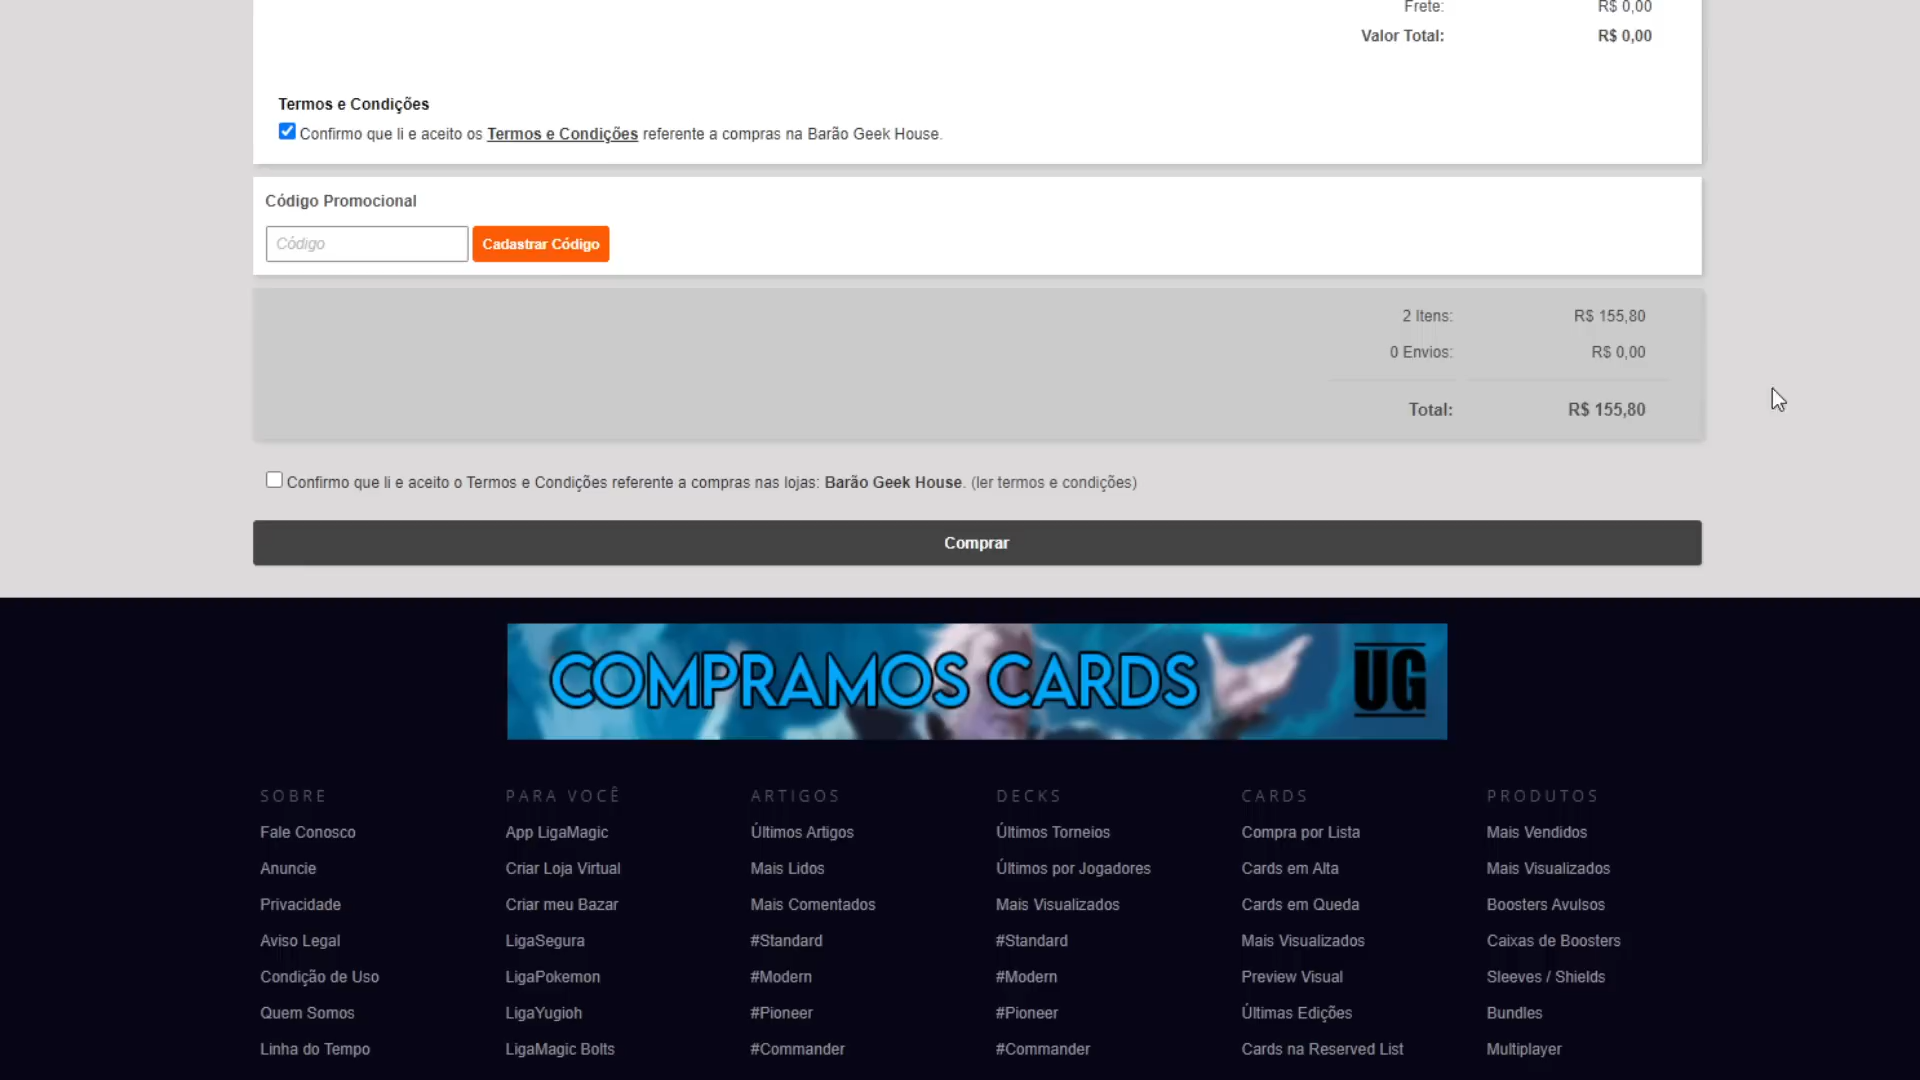 Frete: R$ 0,00
Valor Total: R$ 0,00
Termos e Condições
Confirmo que li e aceito os Termos e Condições referente a compras na Barão Geek House.
Código Promocional
Código Cadastrar Código
2 Itens: R$ 155,80
0 Envios: R$ 0,00
Total: R$ 155,80
Confirmo que li e aceito o Termos e Condições referente a compras nas lojas: Barão Geek House. (ler termos e condições)
Comprar
COMPRAMOS CARDS UG
SOBRE PARA VOCÊ ARTIGOS DECKS CARDS PRODUTOS
Fale Conosco App LigaMagic Últimos Artigos Últimos Torneios Compra por Lista Mais Vendidos
Anuncie Criar Loja Virtual Mais Lidos Últimos por Jogadores Cards em Alta Mais Visualizados
Privacidade Criar meu Bazar Mais Comentados Mais Visualizados Cards em Queda Boosters Avulsos
Aviso Legal LigaSegura #Standard #Standard Mais Visualizados Caixas de Boosters
Condição de Uso LigaPokemon #Modern #Modern Preview Visual Sleeves / Shields
Quem Somos LigaYugioh #Pioneer #Pioneer Últimas Edições Bundles
Linha do Tempo LigaMagic Bolts #Commander #Commander Cards na Reserved List Multiplayer